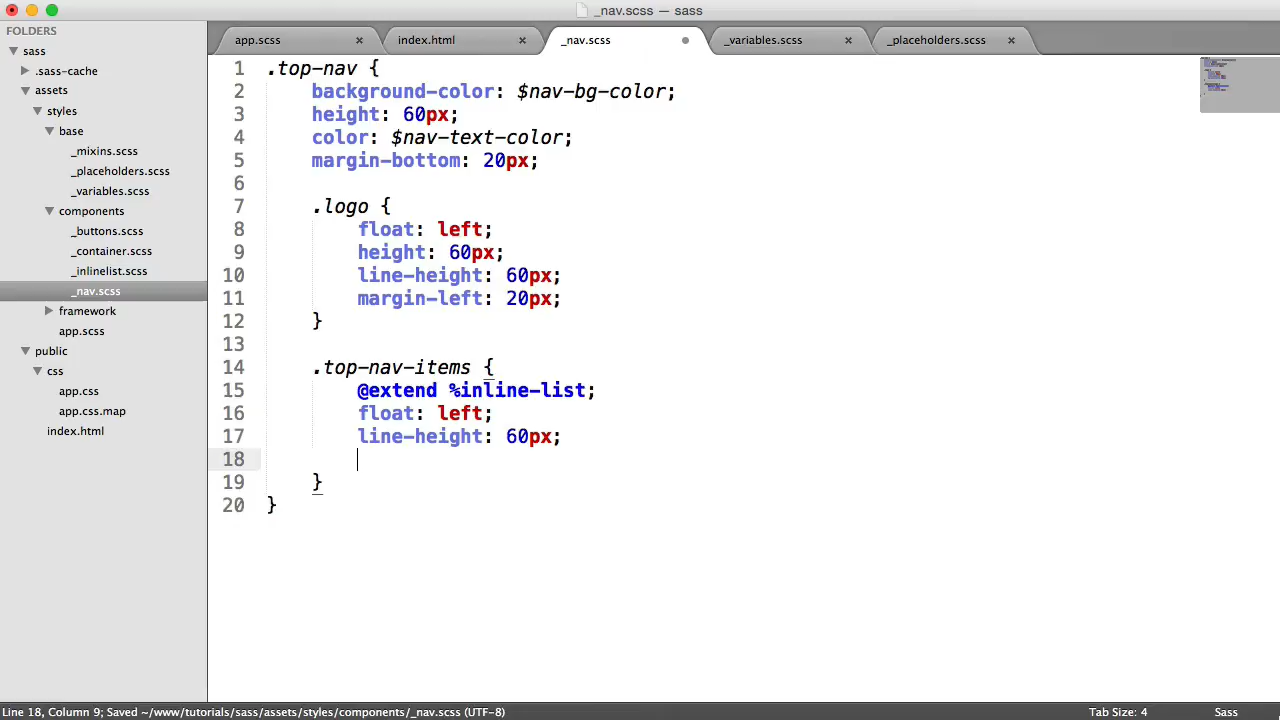 _nav.scss — sass
FOLDERS
sass
.sass-cache
assets
styles
base
_mixins.scss
_placeholders.scss
_variables.scss
components
_buttons.scss
_container.scss
_inlinelist.scss
_nav.scss
framework
app.scss
public
css
app.css
app.css.map
index.html
app.scss × index.html × _nav.scss _variables.scss × _placeholders.scss ×
1 .top-nav {
2 background-color: $nav-bg-color;
3 height: 60px;
4 color: $nav-text-color;
5 margin-bottom: 20px;
6
7 .logo {
8 float: left;
9 height: 60px;
10 line-height: 60px;
11 margin-left: 20px;
12 }
13
14 .top-nav-items {
15 @extend %inline-list;
16 float: left;
17 line-height: 60px;
18
19 }
20 }
Line 18, Column 9; Saved ~/www/tutorials/sass/assets/styles/components/_nav.scss (UTF-8) Tab Size: 4 Sass